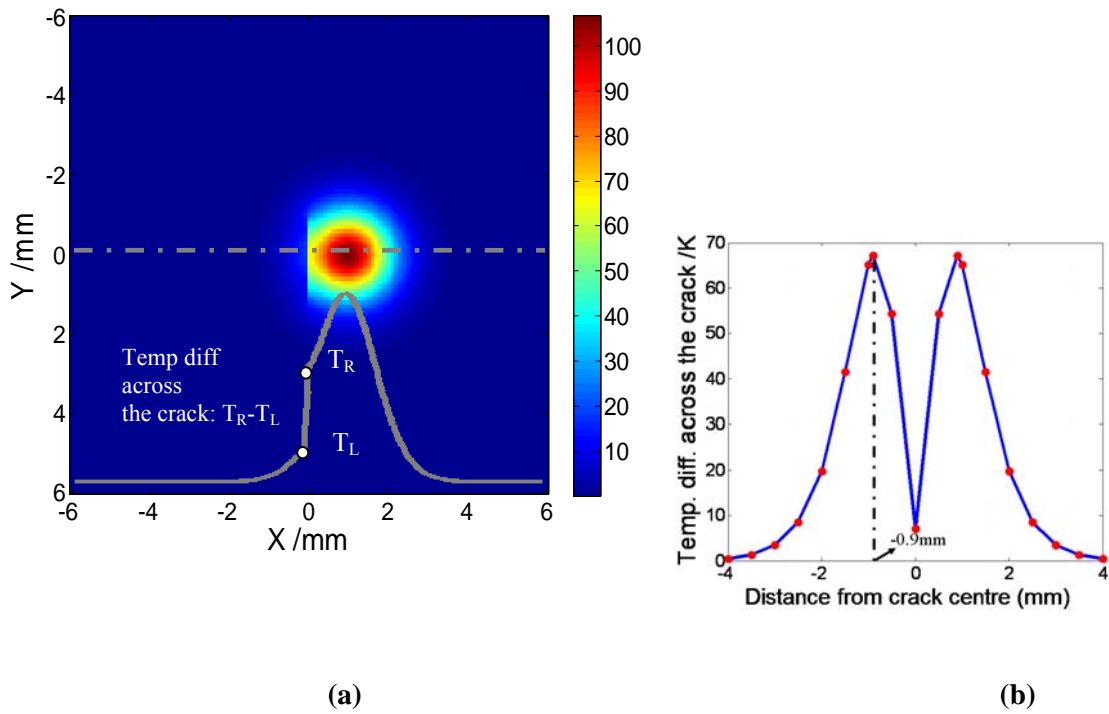 -6
-4
-2
0
2
4
6
Y /mm
-6 -4 -2 0 2 4 6
X /mm
Temp diff
across
the crack: TR-TL
TR
TL
100
90
80
70
60
50
40
30
20
10
(a)
70
60
50
40
30
20
10
0
Temp. diff. across the crack /K
-0.9mm
-4 -2 0 2 4
Distance from crack centre (mm)
(b)